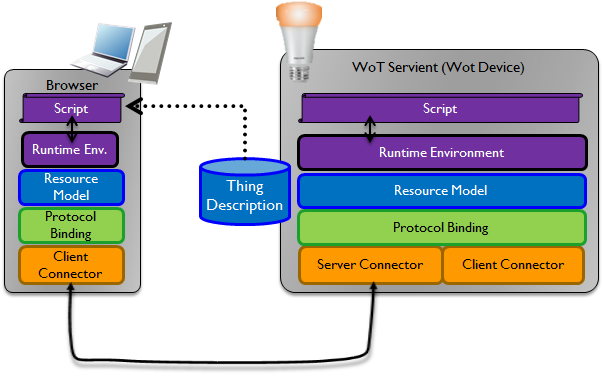 Browser
Script
Runtime Env.
Resource
Model
Protocol
Binding
Client
Connector
Thing
Description
WoT Servient (Wot Device)
Script
Runtime Environment
Resource Model
Protocol Binding
Server Connector
Client Connector